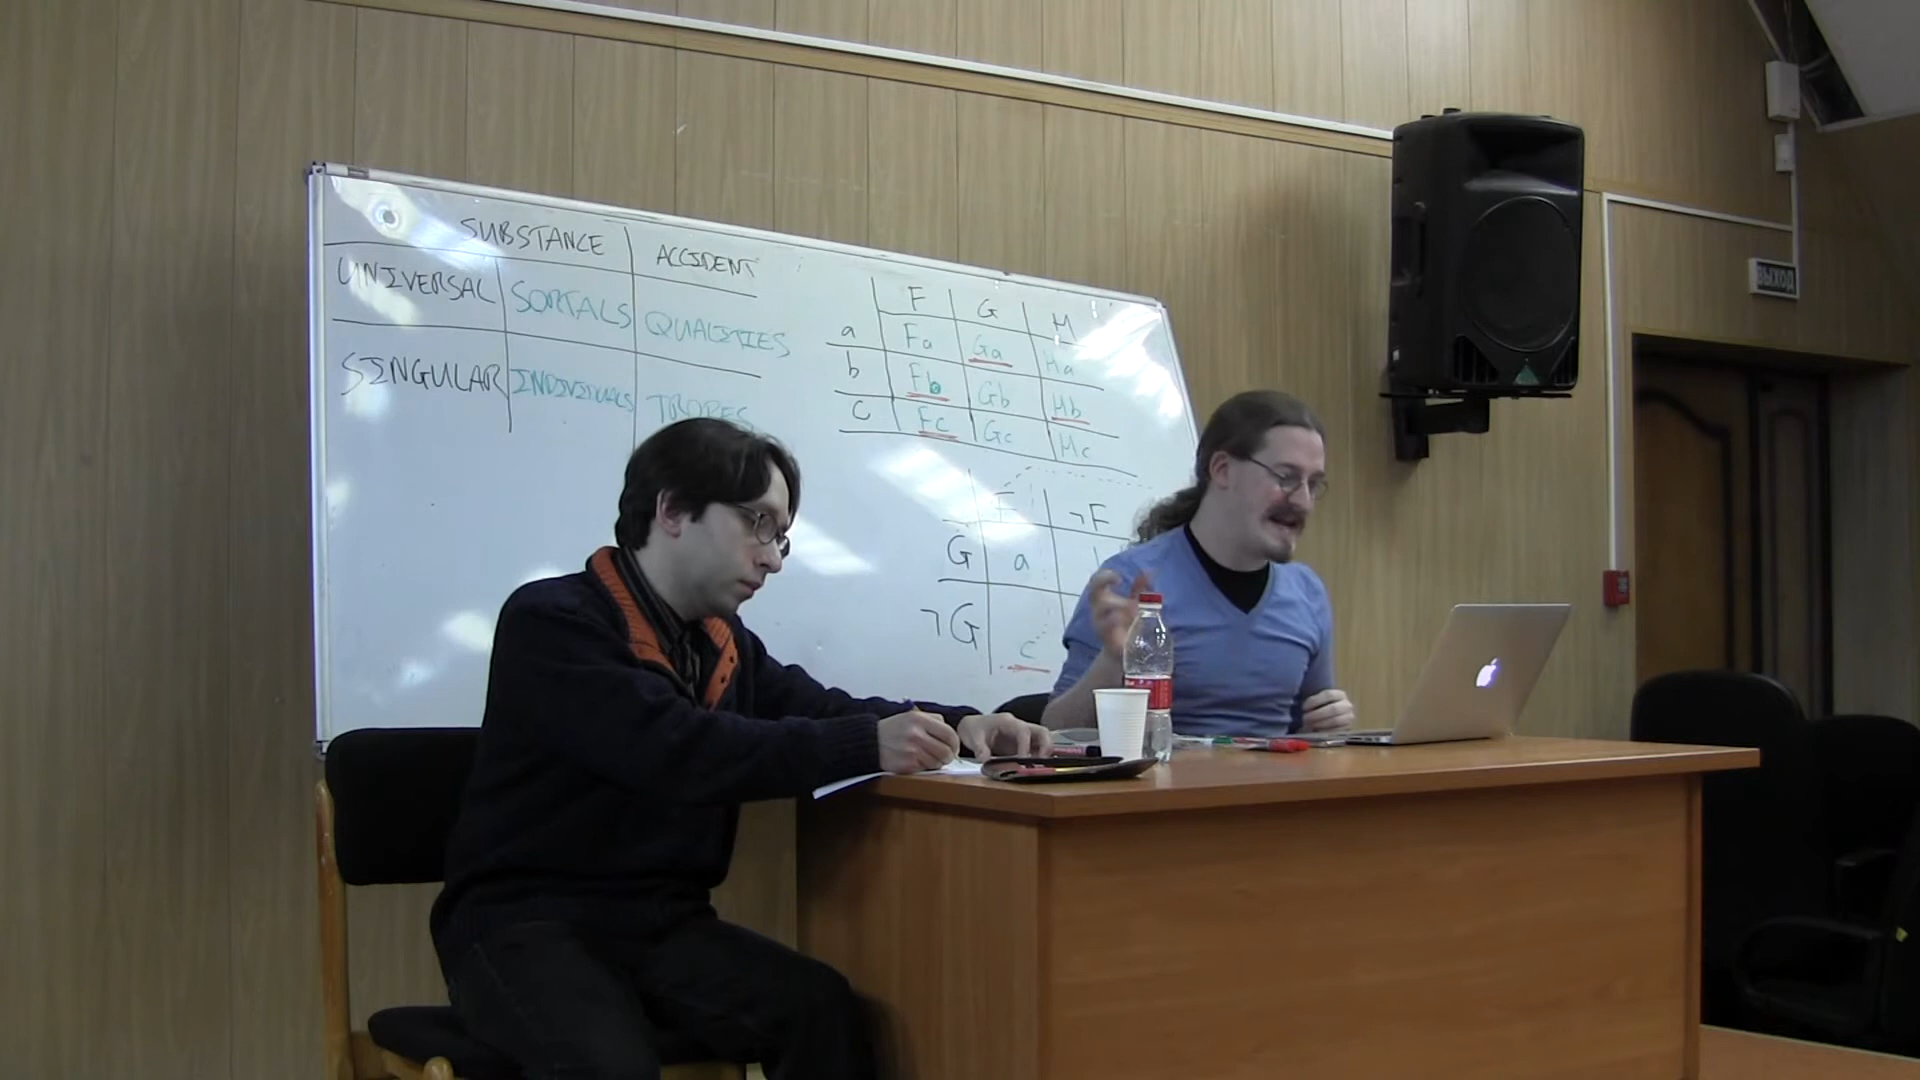 SUBSTANCE ACCIDENT
UNIVERSAL SORTALS QUALITIES
SINGULAR INDIVIDUALS TROPES
F G H
a Fa Ga Ha
b Fb Gb Hb
c Fc Gc Hc
F ¬F
G a
¬G c
ВЫХОД